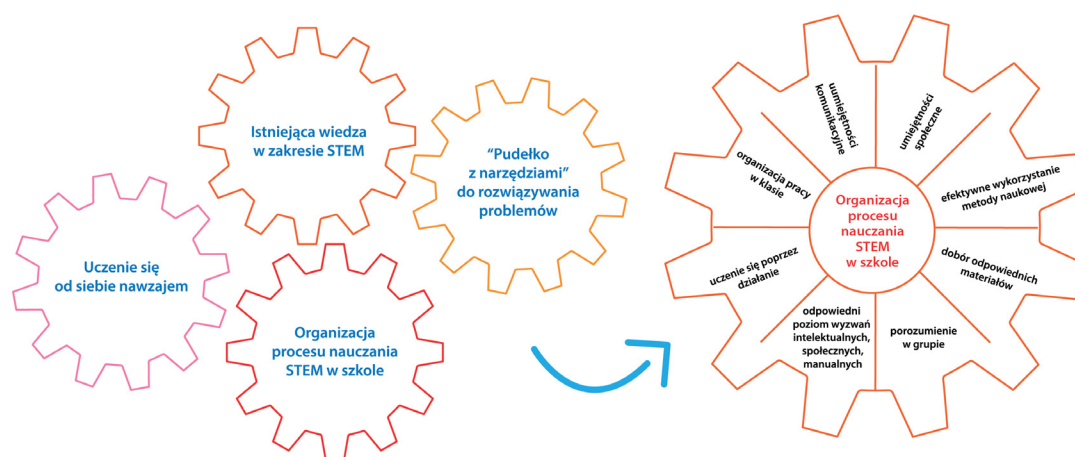 Istniejąca wiedza
w zakresie STEM
"Pudełko
z narzędziami"
do rozwiązywania
problemów
Uczenie się
od siebie nawzajem
Organizacja
procesu nauczania
STEM w szkole
uumiejętności
komunikacyjne
umiejętności
społeczne
organizacja pracy
w klasie
efektywne wykorzystanie
metody naukowej
Organizacja
procesu
nauczania
STEM
w szkole
uczenie się poprzez
działanie
dobór odpowiednich
materiałów
odpowiedni
poziom wyzwań
intelektualnych,
społecznych,
manualnych
porozumienie
w grupie